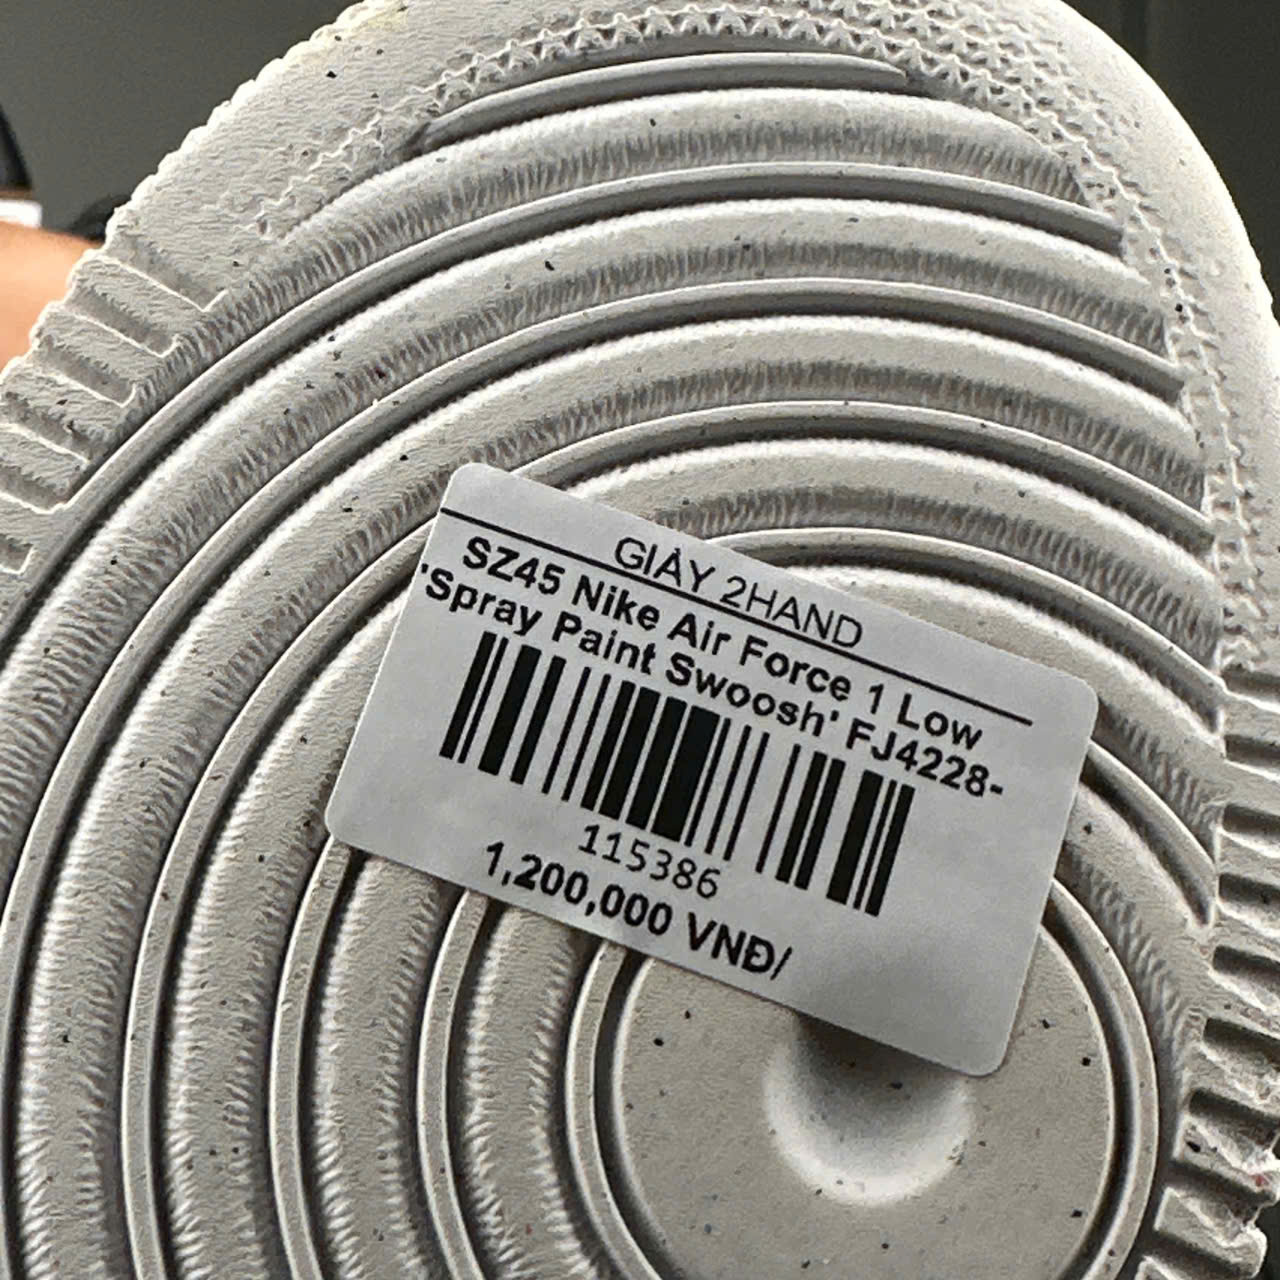 GIÀY 2HAND
SZ45 Nike Air Force 1 Low
'Spray Paint Swoosh' FJ4228-
115386
1,200,000 VNĐ/